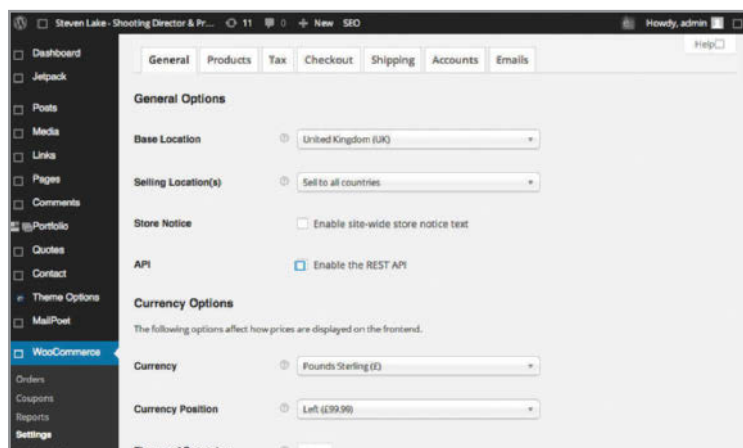 Steven Lake - Shooting Director & Pr... 11 0 + New SEO Howdy, admin
Help
Dashboard
Jetpack
Posts
Media
Links
Pages
Comments
Portfolio
Quotes
Contact
Theme Options
MailPoet
WooCommerce
Orders
Coupons
Reports
Settings
General Products Tax Checkout Shipping Accounts Emails
General Options
Base Location United Kingdom (UK)
Selling Location(s) Sell to all countries
Store Notice Enable site-wide store notice text
API Enable the REST API
Currency Options
The following options affect how prices are displayed on the frontend.
Currency Pounds Sterling (£)
Currency Position Left (£99.99)